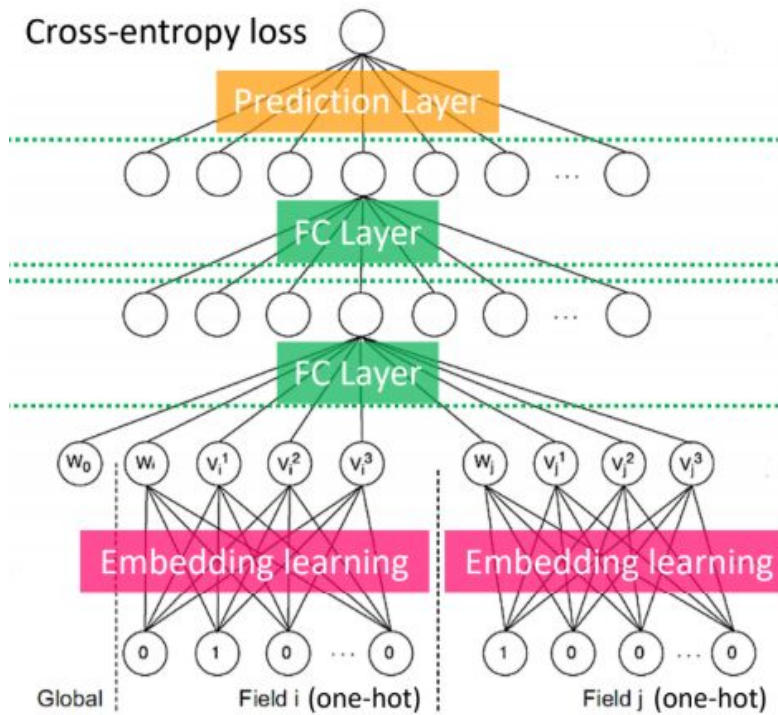 Cross-entropy loss
Prediction Layer
...
FC Layer
...
FC Layer
W₀ Wᵢ Vᵢ¹ Vᵢ² Vᵢ³ Wⱼ Vⱼ¹ Vⱼ² Vⱼ³
Embedding learning Embedding learning
0 1 0 ... 0 1 0 0 ... 0
Global Field i (one-hot) Field j (one-hot)